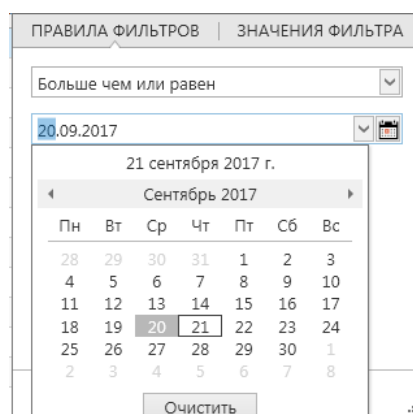 ПРАВИЛА ФИЛЬТРОВ | ЗНАЧЕНИЯ ФИЛЬТРА
Больше чем или равен
20.09.2017
21 сентября 2017 г.
Сентябрь 2017
Пн Вт Ср Чт Пт Сб Вс
28 29 30 31 1 2 3
4 5 6 7 8 9 10
11 12 13 14 15 16 17
18 19 20 21 22 23 24
25 26 27 28 29 30 1
2 3 4 5 6 7 8
Очистить